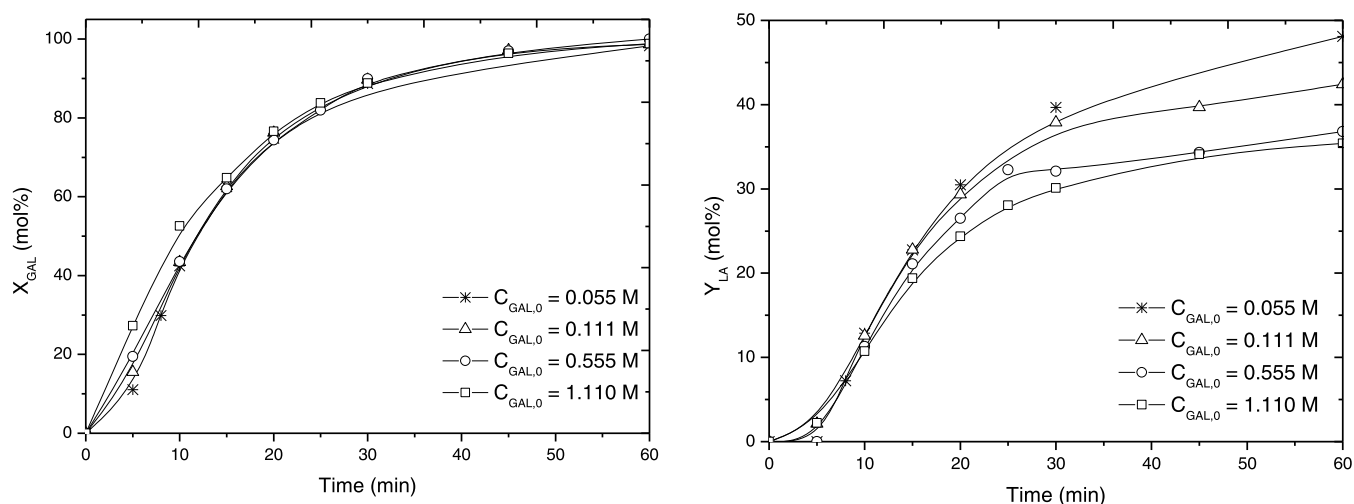 100
80
60
40
20
0
X_GAL (mol%)
C_GAL,0 = 0.055 M
C_GAL,0 = 0.111 M
C_GAL,0 = 0.555 M
C_GAL,0 = 1.110 M
0 10 20 30 40 50 60
Time (min)
50
40
30
20
10
0
Y_LA (mol%)
C_GAL,0 = 0.055 M
C_GAL,0 = 0.111 M
C_GAL,0 = 0.555 M
C_GAL,0 = 1.110 M
0 10 20 30 40 50 60
Time (min)